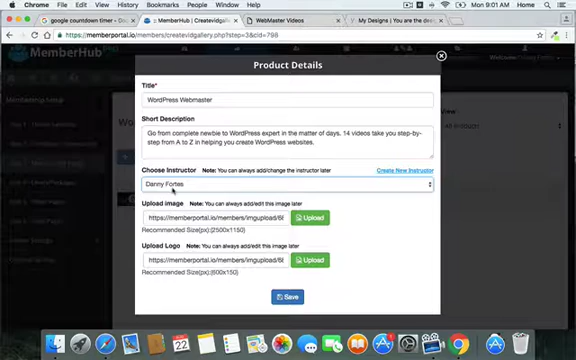 Chrome File Edit View History Bookmarks People Window Help
Mon 9:01 AM Home
google countdown timer -
MemberHub :: Createvidgallery
WebMaster Videos
My Designs | You are the des
https://memberportal.io/members/createvidgallery.php?step=3&cid=798
MemberHub
Product Details
Title*
WordPress Webmaster
Short Description
Go from complete newbie to WordPress expert in the matter of days. 14 videos take you step-by-
step from A to Z in helping you create WordPress websites.
Choose Instructor Note: You can always add/change the instructor later Create New Instructor
Danny Fortes
Upload image Note: You can always add/edit this image later
https://memberportal.io/members/imgupload/6 Upload
Recommended Size(px):[2500x1150]
Upload Logo Note: You can always add/edit this image later
https://memberportal.io/members/imgupload/6 Upload
Recommended Size(px):[600x150]
Save
22